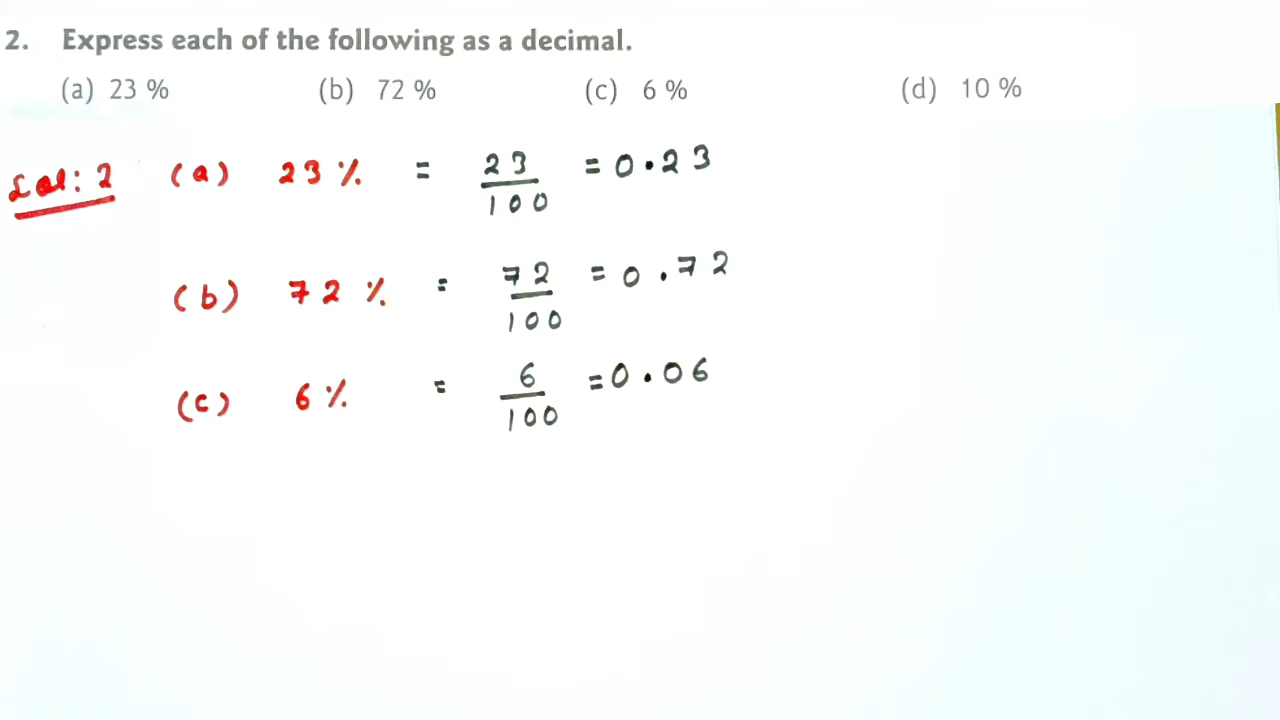 2. Express each of the following as a decimal.
(a) 23 % (b) 72 % (c) 6 % (d) 10 %
Sol: 2 (a) 23 % = 23/100 = 0.23
(b) 72 % = 72/100 = 0.72
(c) 6 % = 6/100 = 0.06